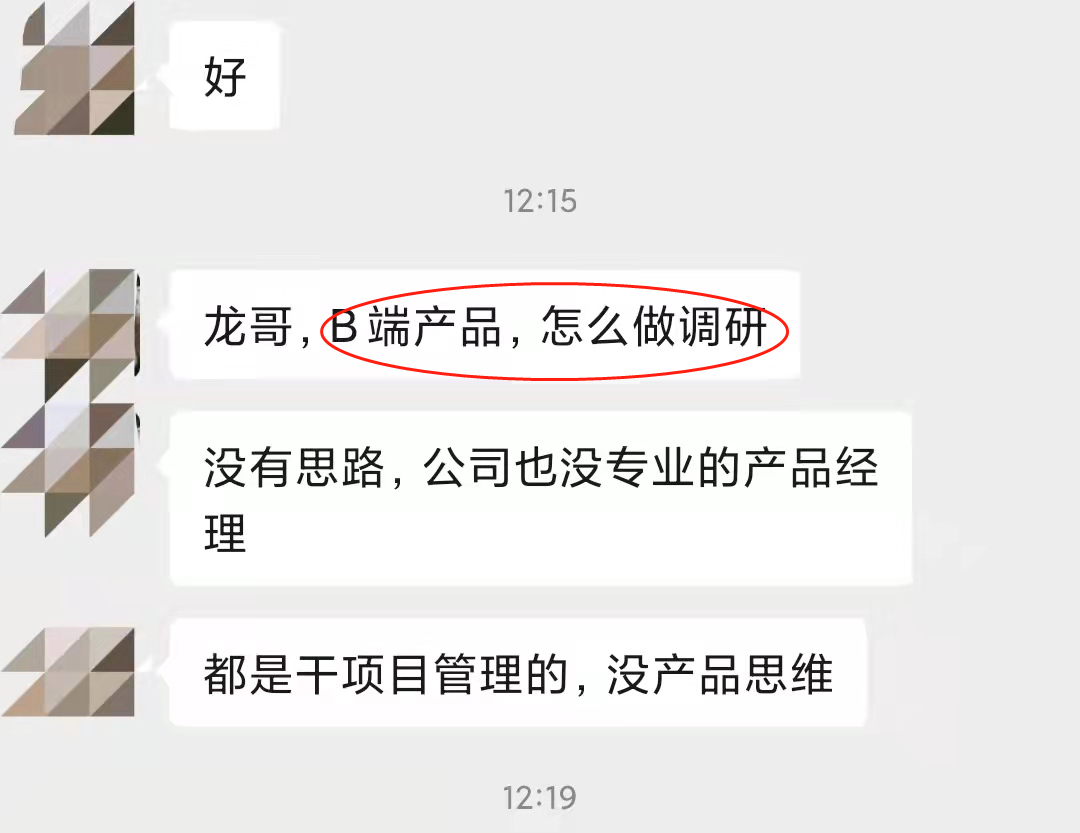 好
12:15
龙哥，B端产品，怎么做调研
没有思路，公司也没专业的产品经
理
都是干项目管理的，没产品思维
12:19